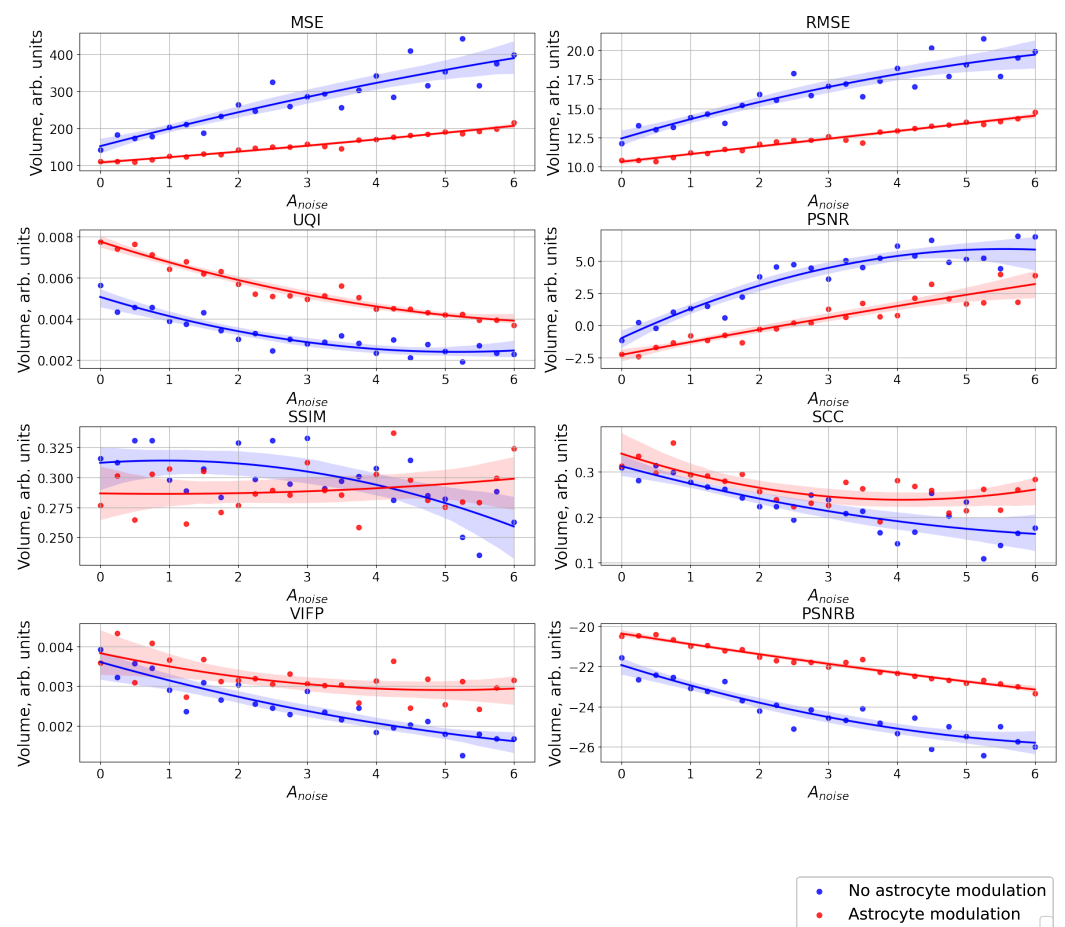 MSE
Volume, arb. units
400
300
200
100
0 1 2 3 4 5 6
A_noise
RMSE
Volume, arb. units
20.0
17.5
15.0
12.5
10.0
0 1 2 3 4 5 6
A_noise
UQI
Volume, arb. units
0.008
0.006
0.004
0.002
0 1 2 3 4 5 6
A_noise
PSNR
Volume, arb. units
5.0
2.5
0.0
−2.5
0 1 2 3 4 5 6
A_noise
SSIM
Volume, arb. units
0.325
0.300
0.275
0.250
0 1 2 3 4 5 6
A_noise
SCC
Volume, arb. units
0.3
0.2
0.1
0 1 2 3 4 5 6
A_noise
VIFP
Volume, arb. units
0.004
0.003
0.002
0 1 2 3 4 5 6
A_noise
PSNRB
Volume, arb. units
−20
−22
−24
−26
0 1 2 3 4 5 6
A_noise
No astrocyte modulation
Astrocyte modulation